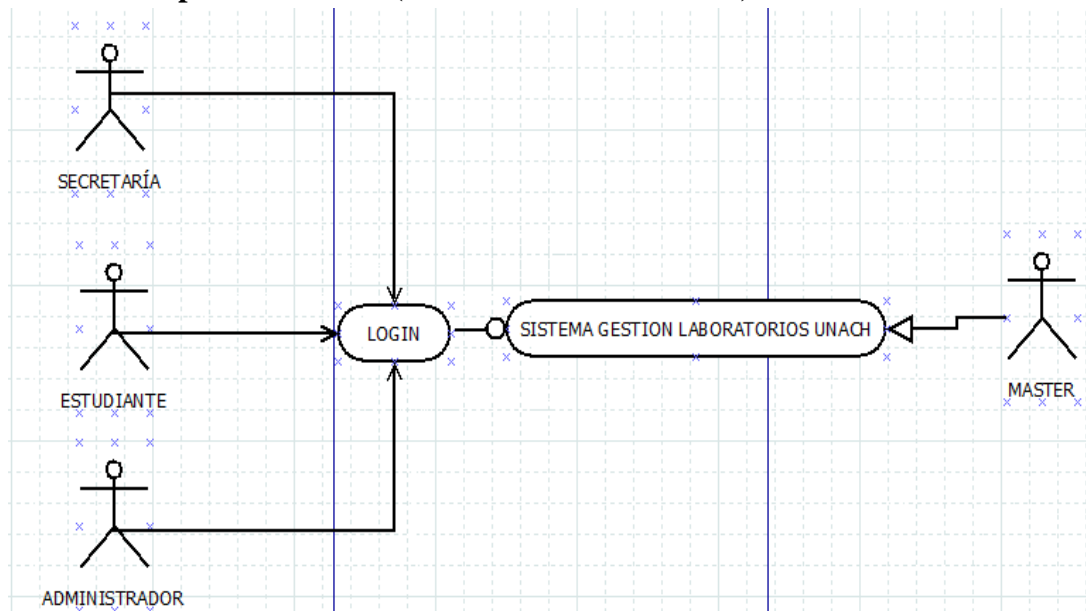 SECRETARÍA
ESTUDIANTE
LOGIN
SISTEMA GESTION LABORATORIOS UNACH
MASTER
ADMINISTRADOR